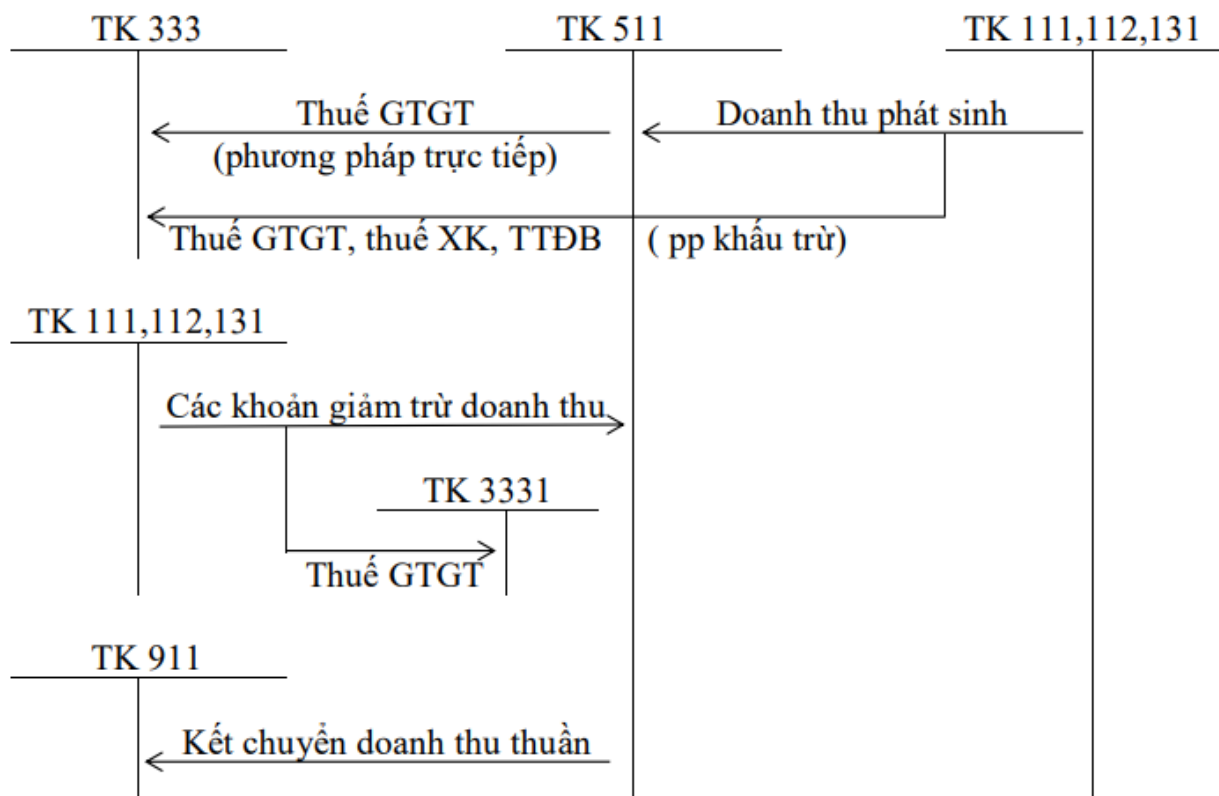 TK 333
TK 511
TK 111,112,131
Thuế GTGT
(phương pháp trực tiếp)
Doanh thu phát sinh
Thuế GTGT, thuế XK, TTĐB
( pp khấu trừ)
TK 111,112,131
Các khoản giảm trừ doanh thu
TK 3331
Thuế GTGT
TK 911
Kết chuyển doanh thu thuần